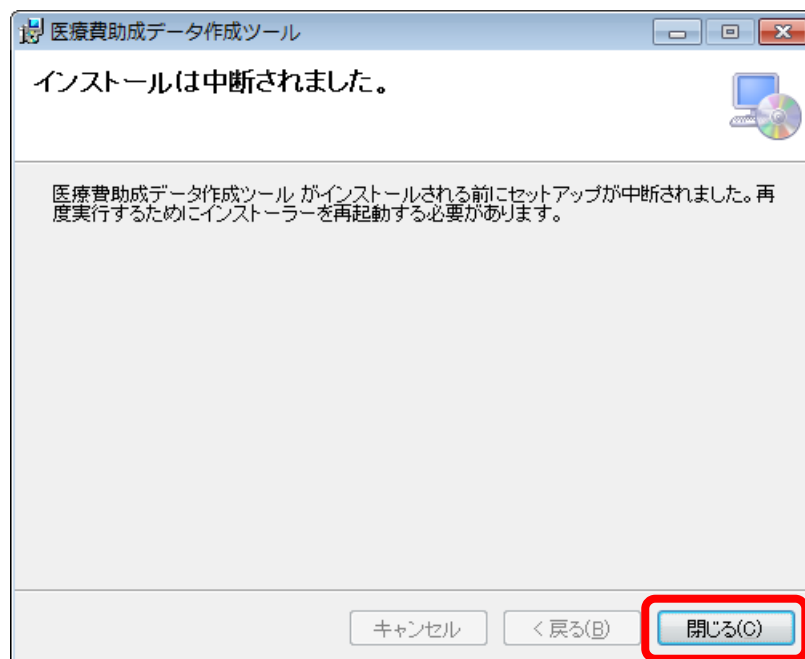 医療費助成データ作成ツール
インストールは中断されました。
医療費助成データ作成ツール がインストールされる前にセットアップが中断されました。再
度実行するためにインストーラーを再起動する必要があります。
キャンセル
< 戻る(B)
閉じる(C)